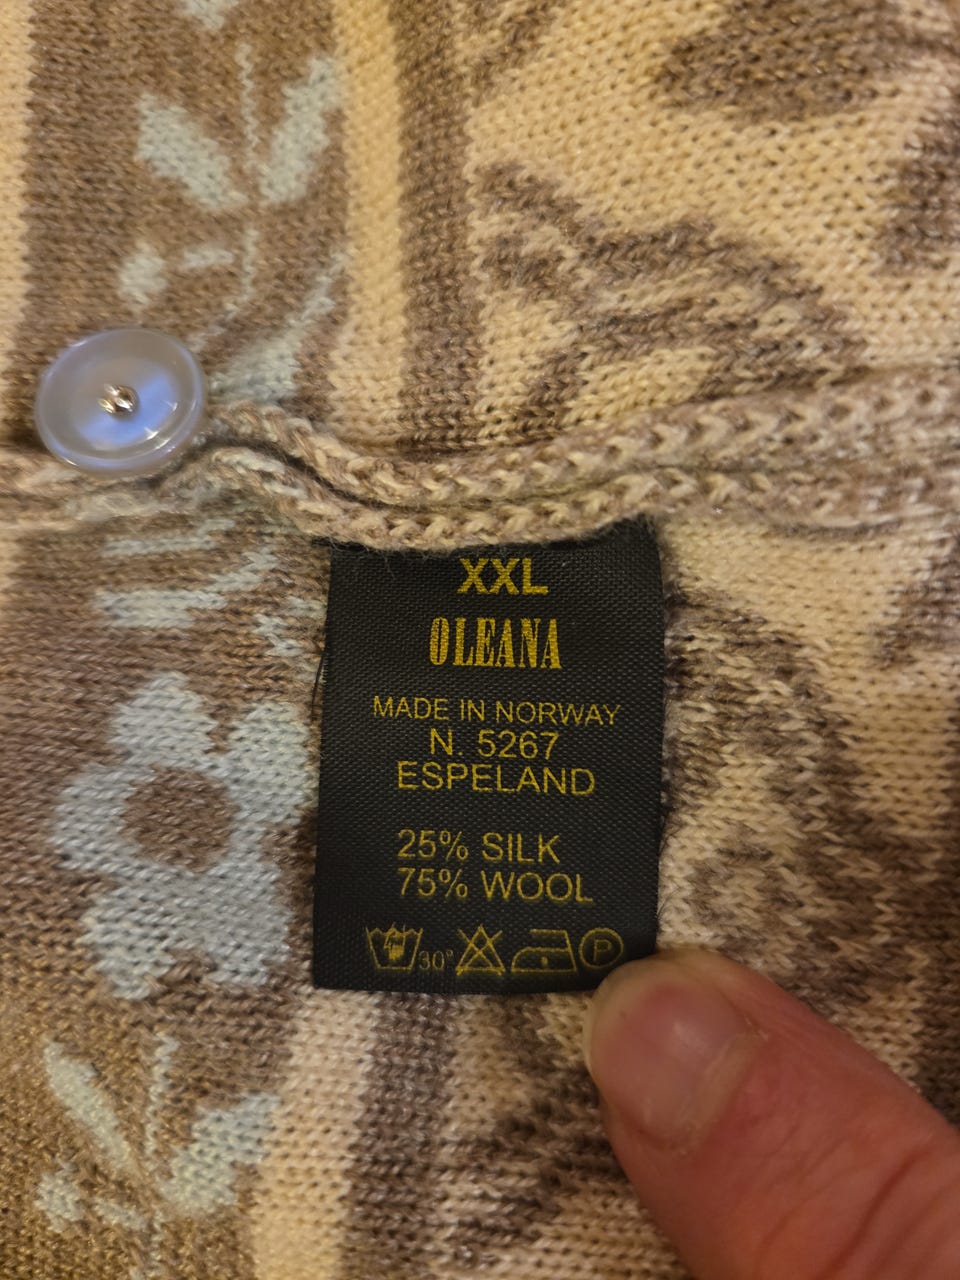 XXL
OLEANA
MADE IN NORWAY
N. 5267
ESPELAND
25% SILK
75% WOOL
30° P